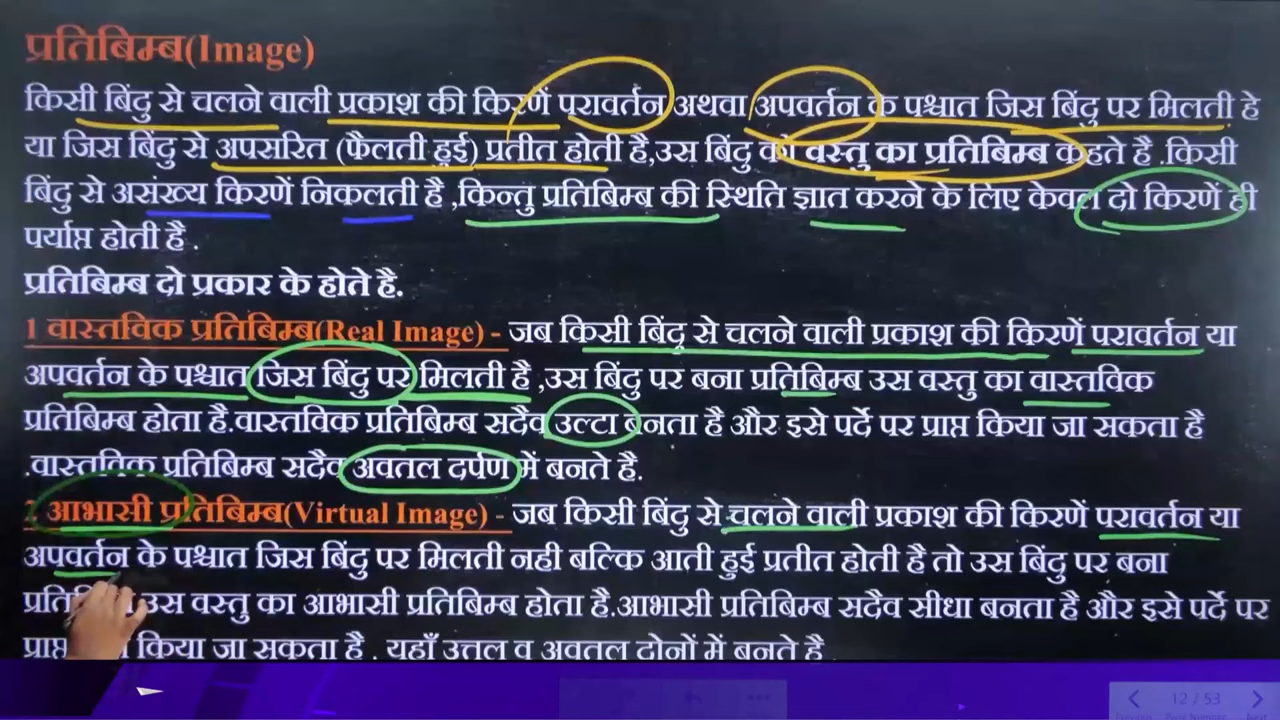 प्रतिबिम्ब(Image)
किसी बिंदु से चलने वाली प्रकाश की किरणें परावर्तन अथवा अपवर्तन के पश्चात जिस बिंदु पर मिलती हे
या जिस बिंदु से अपसरित (फैलती हुई) प्रतीत होती है,उस बिंदु को वस्तु का प्रतिबिम्ब कहते है .किसी
बिंदु से असंख्य किरणें निकलती है ,किन्तु प्रतिबिम्ब की स्थिति ज्ञात करने के लिए केवल दो किरणें ही
पर्याप्त होती है .
प्रतिबिम्ब दो प्रकार के होते है.
1 वास्तविक प्रतिबिम्ब(Real Image) - जब किसी बिंदु से चलने वाली प्रकाश की किरणें परावर्तन या
अपवर्तन के पश्चात जिस बिंदु पर मिलती है ,उस बिंदु पर बना प्रतिबिम्ब उस वस्तु का वास्तविक
प्रतिबिम्ब होता है.वास्तविक प्रतिबिम्ब सदैव उल्टा बनता है और इसे पर्दे पर प्राप्त किया जा सकता है
.वास्तविक प्रतिबिम्ब सदैव अवतल दर्पण में बनते है.
2 आभासी प्रतिबिम्ब(Virtual Image) - जब किसी बिंदु से चलने वाली प्रकाश की किरणें परावर्तन या
अपवर्तन के पश्चात जिस बिंदु पर मिलती नही बल्कि आती हुई प्रतीत होती है तो उस बिंदु पर बना
उस वस्तु का आभासी प्रतिबिम्ब होता है.आभासी प्रतिबिम्ब सदैव सीधा बनता है और इसे पर्दे पर
प्राप्त किया जा सकता है . यहाँ उत्तल व अवतल दोनों में बनते है
12 / 53